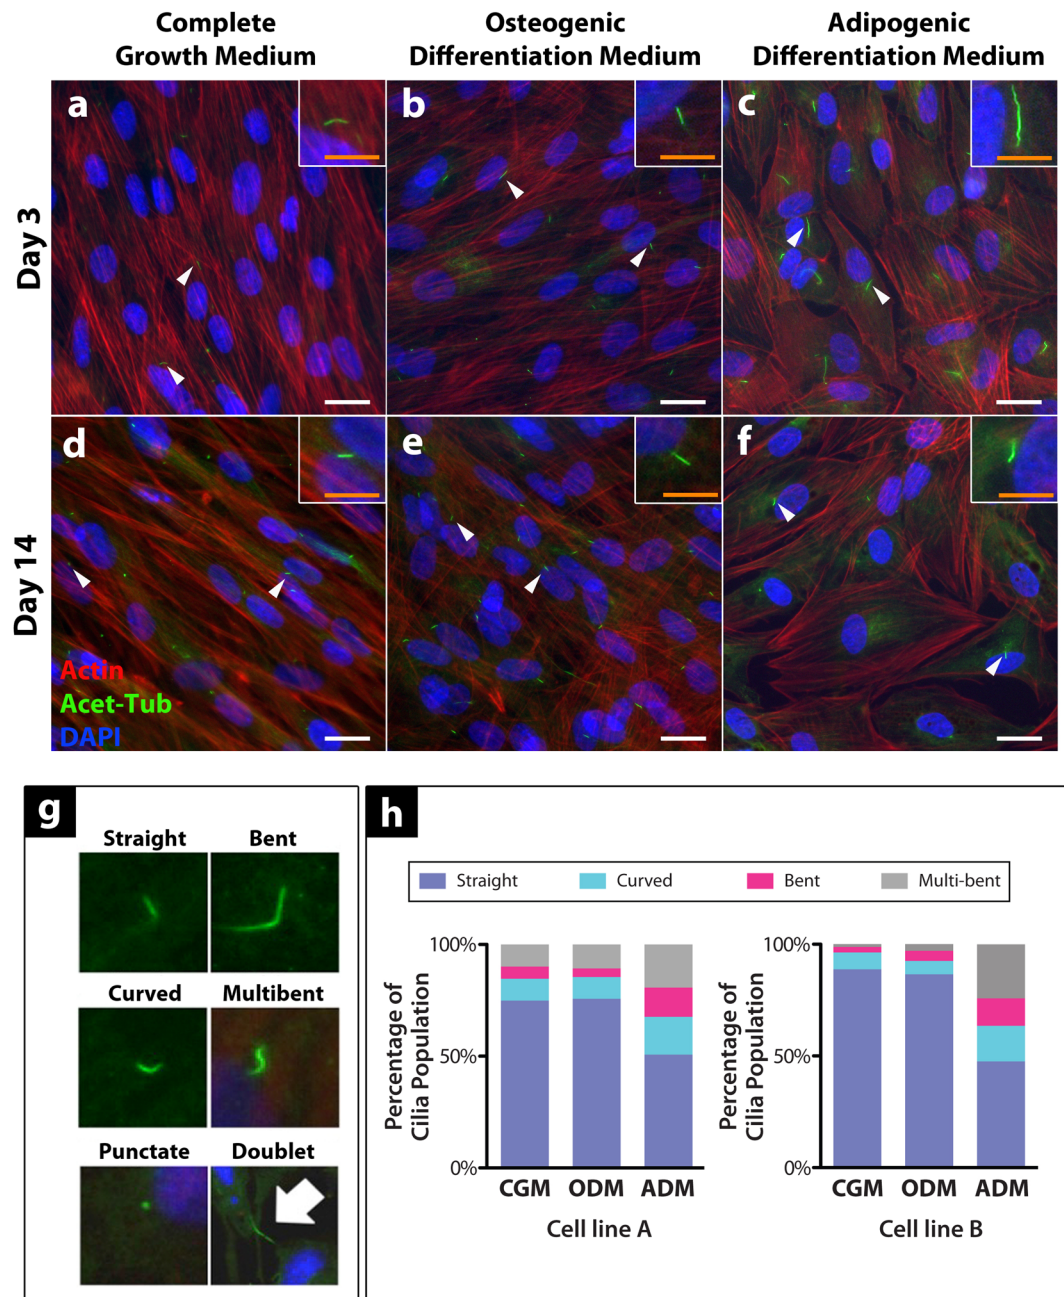 Complete
Growth Medium
Osteogenic
Differentiation Medium
Adipogenic
Differentiation Medium
Day 3
a
b
c
Day 14
d
e
f
Actin
Acet-Tub
DAPI
g
Straight
Bent
Curved
Multibent
Punctate
Doublet
h
Straight
Curved
Bent
Multi-bent
Percentage of
Cilia Population
100%
50%
0%
CGM
ODM
ADM
Cell line A
Percentage of
Cilia Population
100%
50%
0%
CGM
ODM
ADM
Cell line B